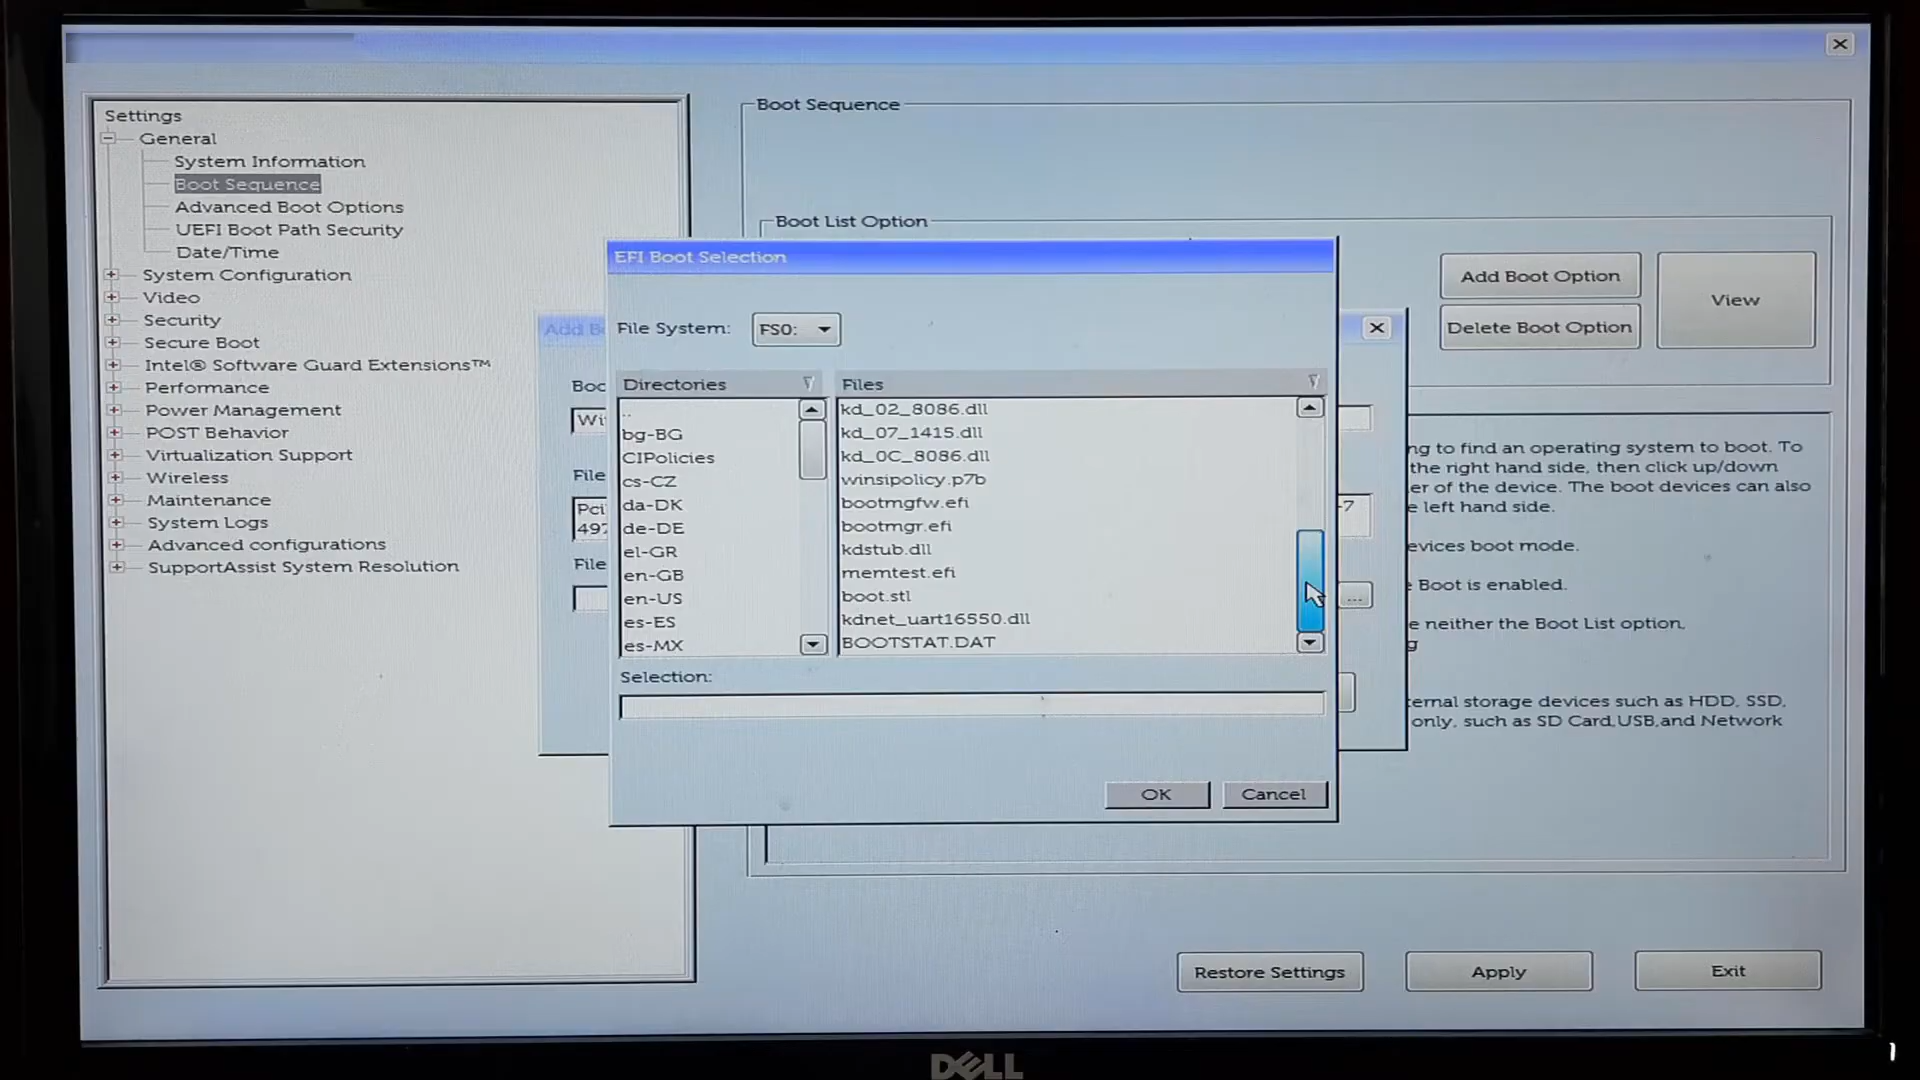 Settings
General
System Information
Boot Sequence
Advanced Boot Options
UEFI Boot Path Security
Date/Time
System Configuration
Video
Security
Secure Boot
Intel® Software Guard Extensions™
Performance
Power Management
POST Behavior
Virtualization Support
Wireless
Maintenance
System Logs
Advanced configurations
SupportAssist System Resolution
Boot Sequence
Boot List Option
Add Boot Option
Delete Boot Option
View
Add B
Boo
Wi
File
Pci
497
File
-7
...
EFI Boot Selection
File System: FS0:
Directories
..
bg-BG
CIPolicies
cs-CZ
da-DK
de-DE
el-GR
en-GB
en-US
es-ES
es-MX
Files
kd_02_8086.dll
kd_07_1415.dll
kd_0C_8086.dll
winsipolicy.p7b
bootmgfw.efi
bootmgr.efi
kdstub.dll
memtest.efi
boot.stl
kdnet_uart16550.dll
BOOTSTAT.DAT
Selection:
OK
Cancel
ng to find an operating system to boot. To
the right hand side, then click up/down
er of the device. The boot devices can also
e left hand side.
evices boot mode.
e Boot is enabled.
e neither the Boot List option,
g
ernal storage devices such as HDD, SSD,
only, such as SD Card,USB,and Network
Restore Settings
Apply
Exit
DELL